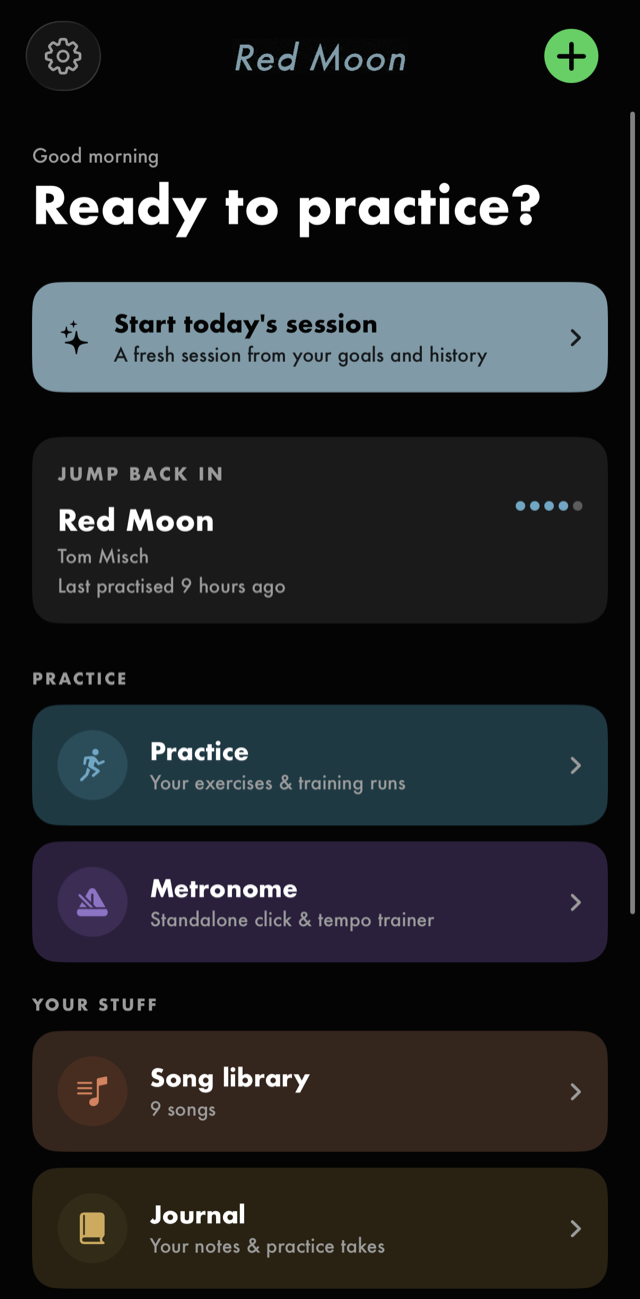 Red Moon
Good morning
Ready to practice?
Start today's session
A fresh session from your goals and history
JUMP BACK IN
Red Moon
Tom Misch
Last practised 9 hours ago
PRACTICE
Practice
Your exercises & training runs
Metronome
Standalone click & tempo trainer
YOUR STUFF
Song library
9 songs
Journal
Your notes & practice takes